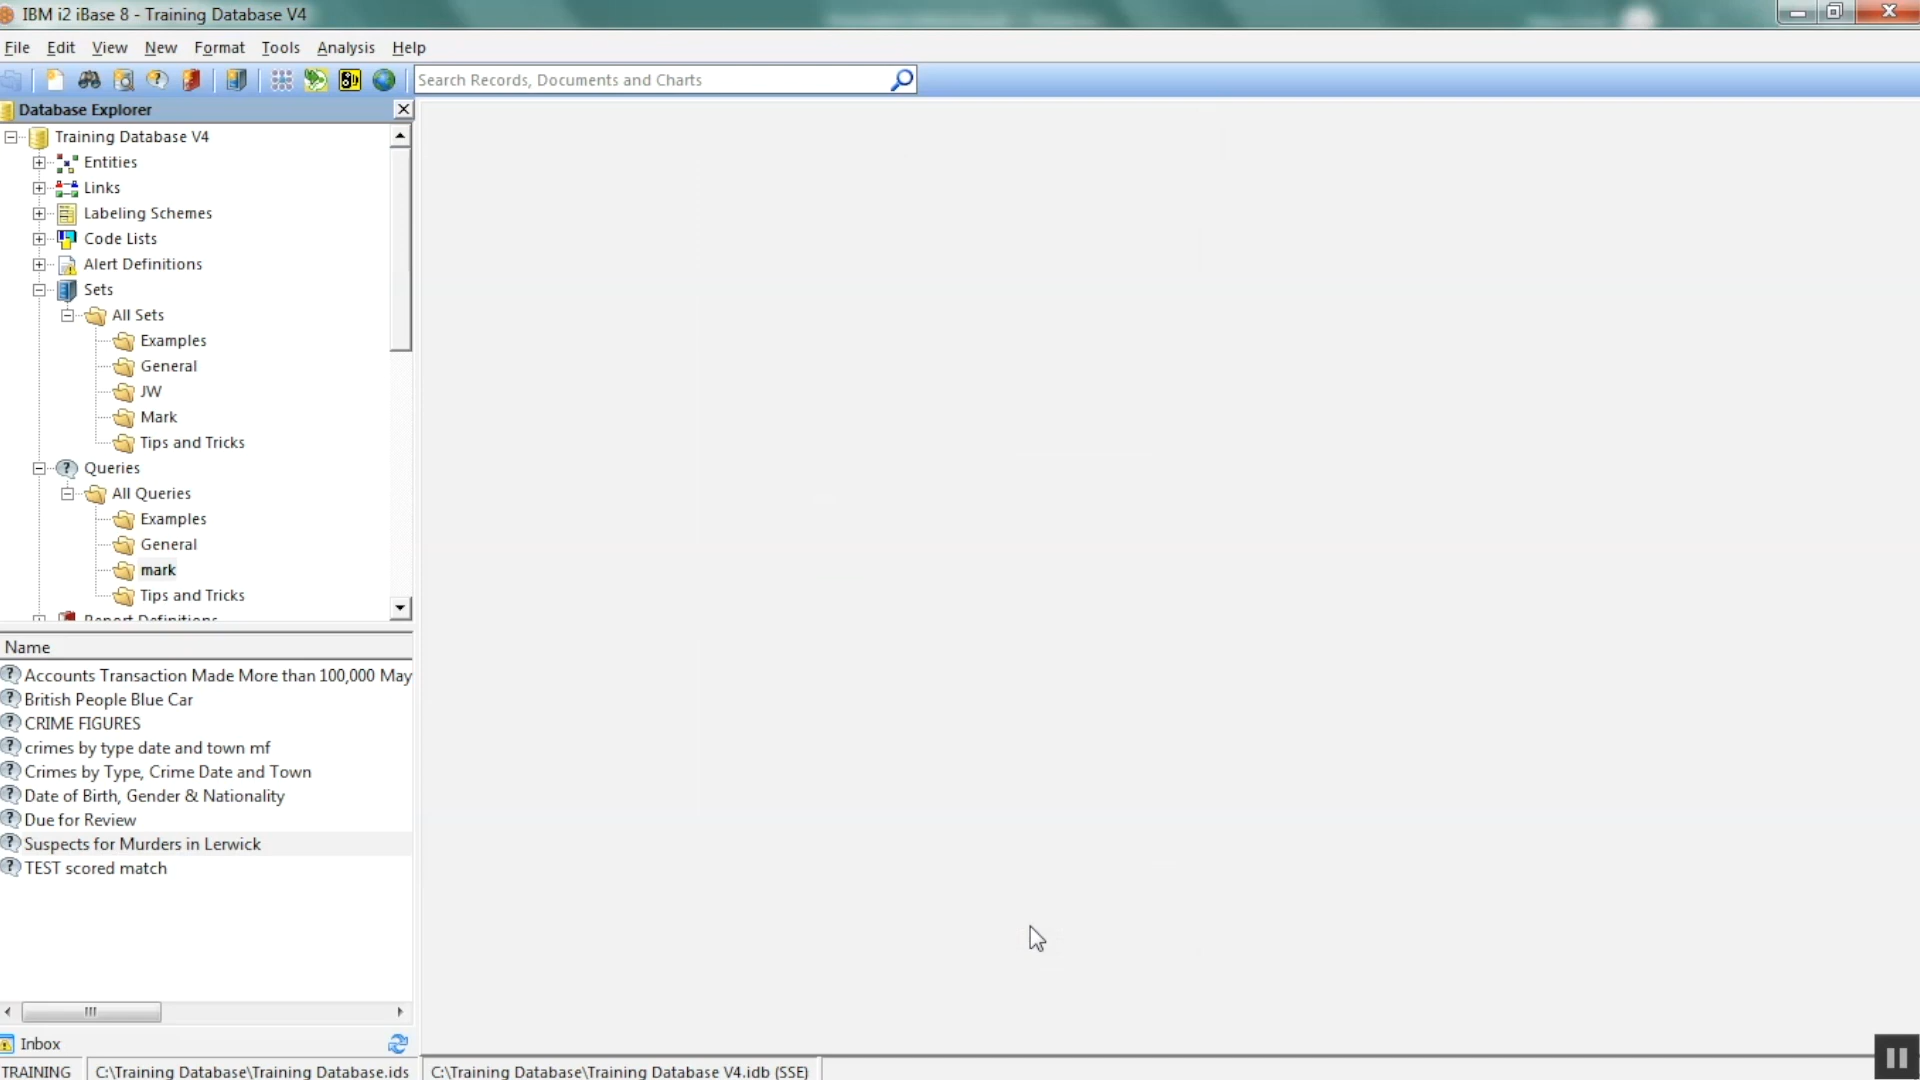 IBM i2 iBase 8 - Training Database V4
File Edit View New Format Tools Analysis Help
Search Records, Documents and Charts
Database Explorer
Training Database V4
Entities
Links
Labeling Schemes
Code Lists
Alert Definitions
Sets
All Sets
Examples
General
JW
Mark
Tips and Tricks
Queries
All Queries
Examples
General
mark
Tips and Tricks
Report Definitions
Name
Accounts Transaction Made More than 100,000 May
British People Blue Car
CRIME FIGURES
crimes by type date and town mf
Crimes by Type, Crime Date and Town
Date of Birth, Gender & Nationality
Due for Review
Suspects for Murders in Lerwick
TEST scored match
Inbox
TRAINING C:\Training Database\Training Database.ids C:\Training Database\Training Database V4.idb (SSE)